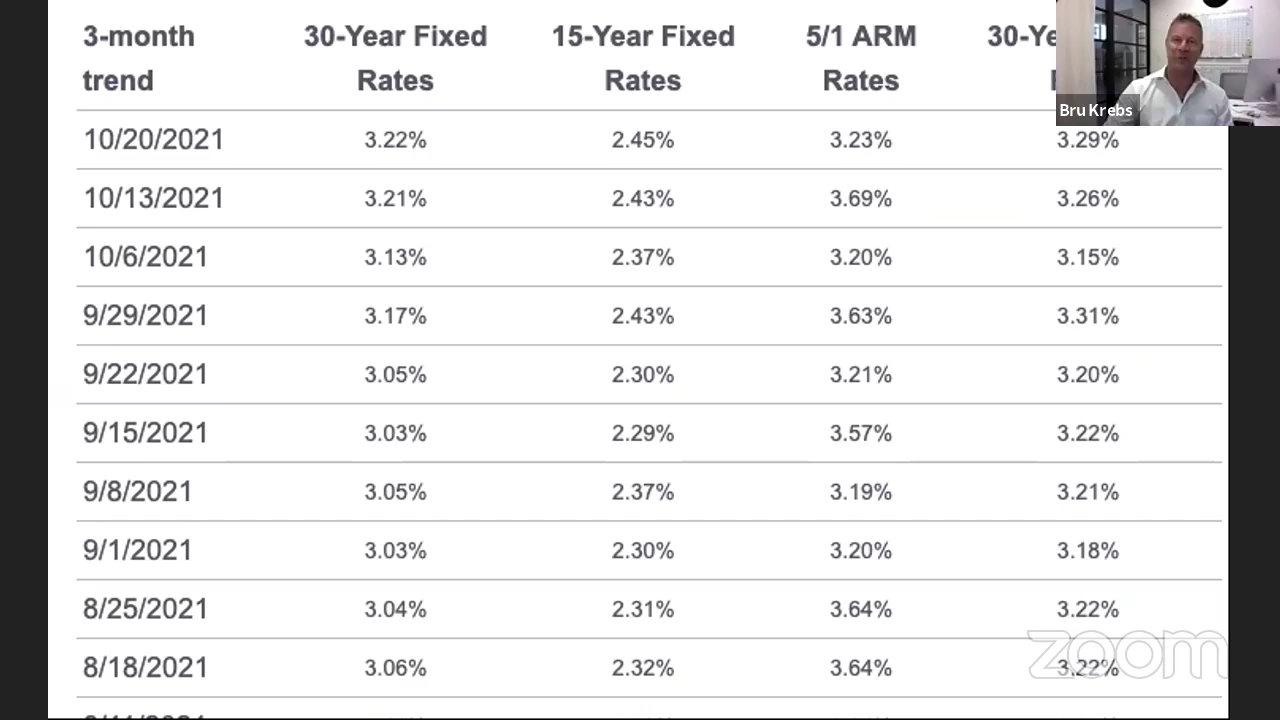 3-month trend 30-Year Fixed Rates 15-Year Fixed Rates 5/1 ARM Rates
Bru Krebs
10/20/2021 3.22% 2.45% 3.23% 3.29%
10/13/2021 3.21% 2.43% 3.69% 3.26%
10/6/2021 3.13% 2.37% 3.20% 3.15%
9/29/2021 3.17% 2.43% 3.63% 3.31%
9/22/2021 3.05% 2.30% 3.21% 3.20%
9/15/2021 3.03% 2.29% 3.57% 3.22%
9/8/2021 3.05% 2.37% 3.19% 3.21%
9/1/2021 3.03% 2.30% 3.20% 3.18%
8/25/2021 3.04% 2.31% 3.64% 3.22%
8/18/2021 3.06% 2.32% 3.64% 3.22%
zoom